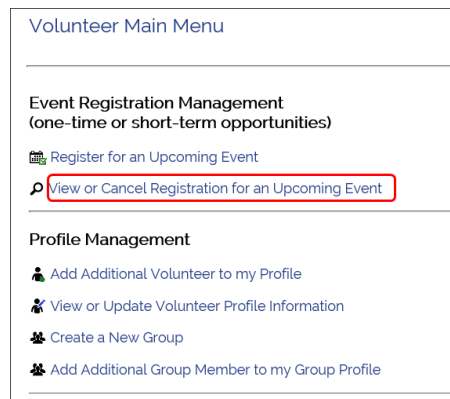 Volunteer Main Menu
Event Registration Management
(one-time or short-term opportunities)
Register for an Upcoming Event
View or Cancel Registration for an Upcoming Event
Profile Management
Add Additional Volunteer to my Profile
View or Update Volunteer Profile Information
Create a New Group
Add Additional Group Member to my Group Profile